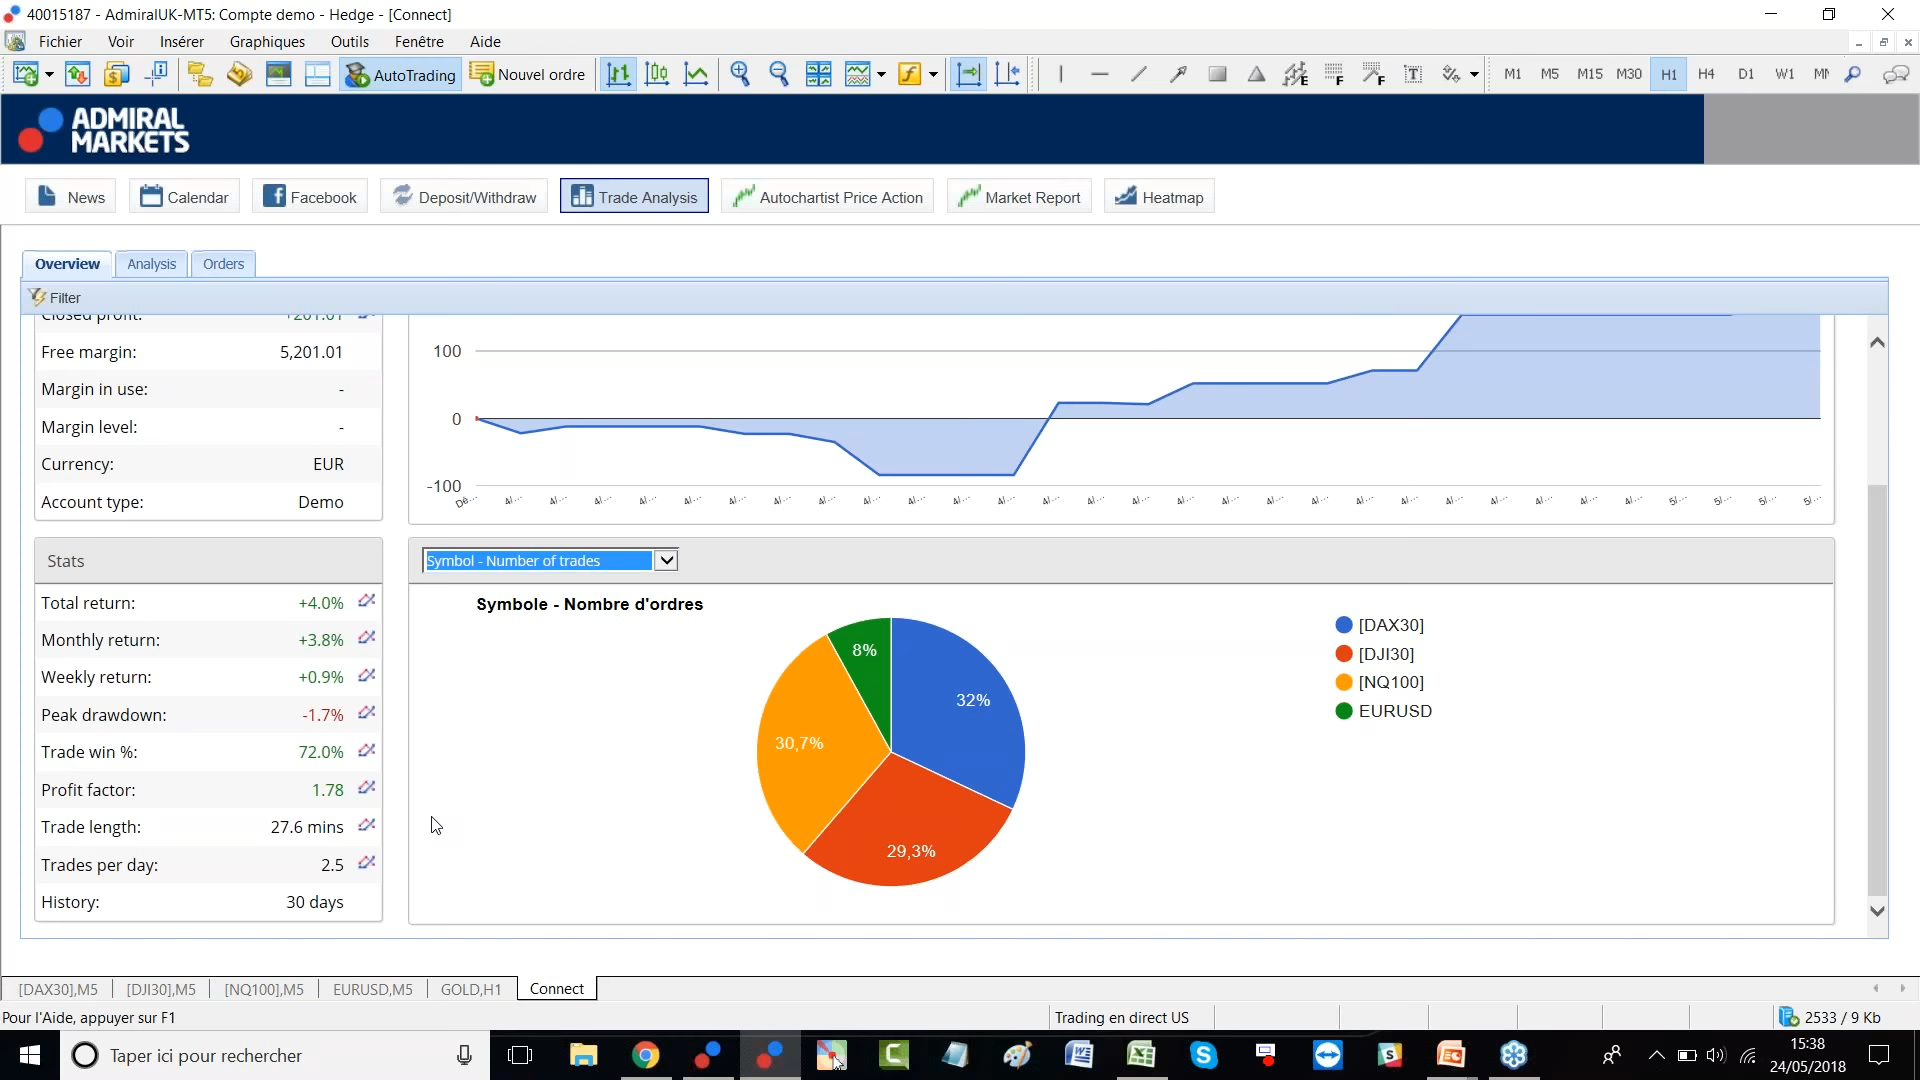 40015187 - AdmiralUK-MT5: Compte demo - Hedge - [Connect]
Fichier Voir Insérer Graphiques Outils Fenêtre Aide
AutoTrading Nouvel ordre M1 M5 M15 M30 H1 H4 D1 W1
ADMIRAL
MARKETS
News Calendar Facebook Deposit/Withdraw Trade Analysis Autochartist Price Action Market Report Heatmap
Overview Analysis Orders
Filter
Closed profit: +201.01
Free margin: 5,201.01
Margin in use: -
Margin level: -
Currency: EUR
Account type: Demo
100
0
-100
Stats
Total return: +4.0%
Monthly return: +3.8%
Weekly return: +0.9%
Peak drawdown: -1.7%
Trade win %: 72.0%
Profit factor: 1.78
Trade length: 27.6 mins
Trades per day: 2.5
History: 30 days
Symbol - Number of trades
Symbole - Nombre d'ordres
8%
32%
30,7%
29,3%
[DAX30]
[DJI30]
[NQ100]
EURUSD
[DAX30],M5 [DJI30],M5 [NQ100],M5 EURUSD,M5 GOLD,H1 Connect
Pour l'Aide, appuyer sur F1 Trading en direct US 2533 / 9 Kb
Taper ici pour rechercher
15:38
24/05/2018